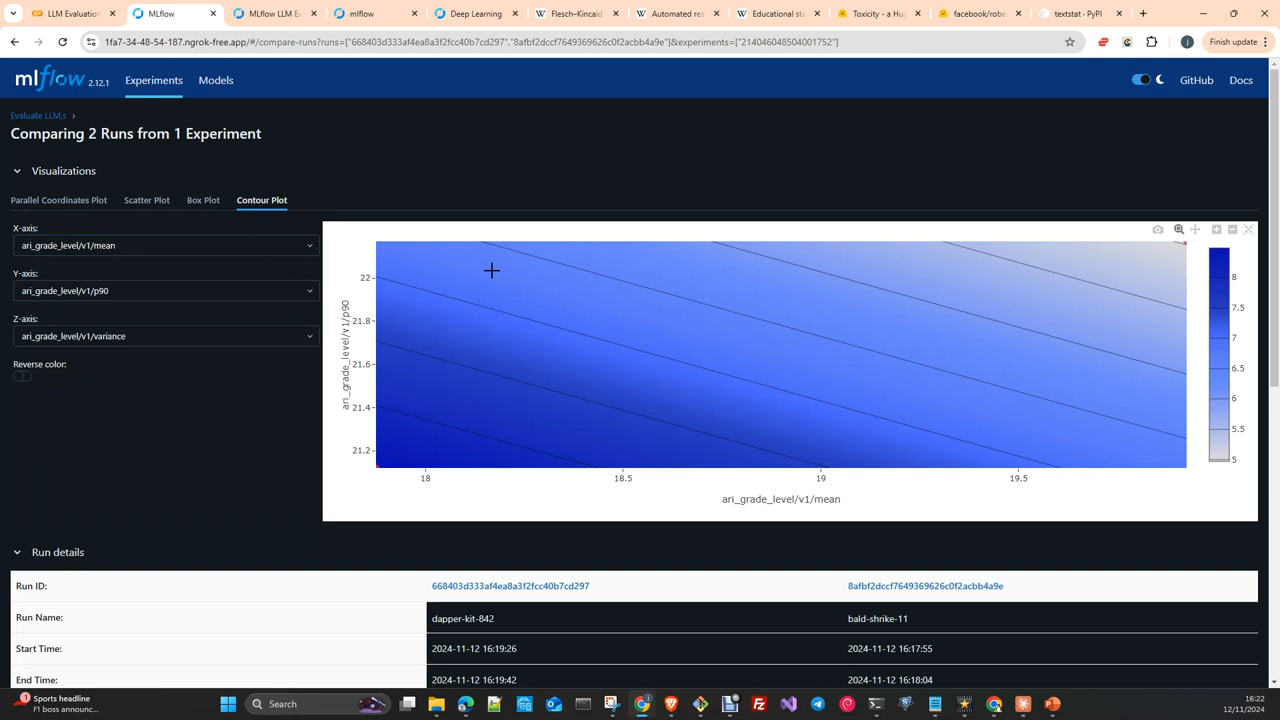 LLM Evaluation
MLflow
MLflow LLM E
mlflow
Deep Learning
Flesch–Kincaid
Automated rea
Educational sta
Toxicity - a Hug
facebook/robe
textstat · PyPI
1fa7-34-48-54-187.ngrok-free.app/#/compare-runs?runs=["668403d333af4ea8a3f2fcc40b7cd297","8afbf2dccf7649369626c0f2acbb4a9e"]&experiments=["214046048504001752"]
Finish update
mlflow 2.12.1
Experiments
Models
GitHub
Docs
Evaluate LLM,s
Comparing 2 Runs from 1 Experiment
Visualizations
Parallel Coordinates Plot
Scatter Plot
Box Plot
Contour Plot
X-axis:
ari_grade_level/v1/mean
Y-axis:
ari_grade_level/v1/p90
Z-axis:
ari_grade_level/v1/variance
Reverse color:
22
21.8
21.6
21.4
21.2
ari_grade_level/v1/p90
18
18.5
19
19.5
ari_grade_level/v1/mean
8
7.5
7
6.5
6
5.5
5
Run details
Run ID:
668403d333af4ea8a3f2fcc40b7cd297
8afbf2dccf7649369626c0f2acbb4a9e
Run Name:
dapper-kit-842
bald-shrike-11
Start Time:
2024-11-12 16:19:26
2024-11-12 16:17:55
End Time:
2024-11-12 16:19:42
2024-11-12 16:18:04
1
Sports headline
F1 boss announc...
Search
16:22
12/11/2024